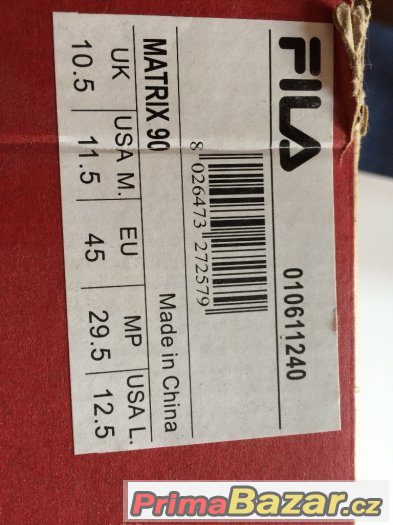 FILA
010611240
8 026473 272579
MATRIX 90 Made in China
UK USA M. EU MP USA L.
10.5 11.5 45 29.5 12.5
PrimaBazar.cz